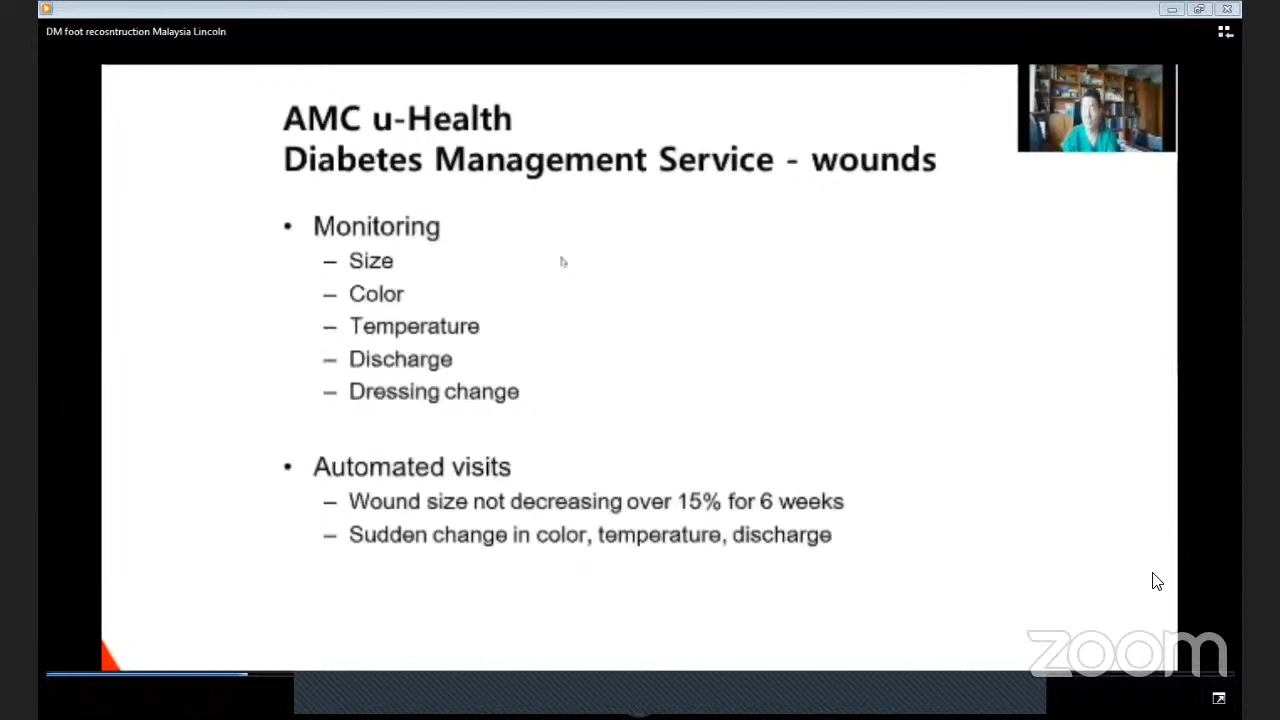 DM foot recosntruction Malaysia Lincoln
AMC u-Health
Diabetes Management Service - wounds
• Monitoring
– Size
– Color
– Temperature
– Discharge
– Dressing change
• Automated visits
– Wound size not decreasing over 15% for 6 weeks
– Sudden change in color, temperature, discharge
zoom